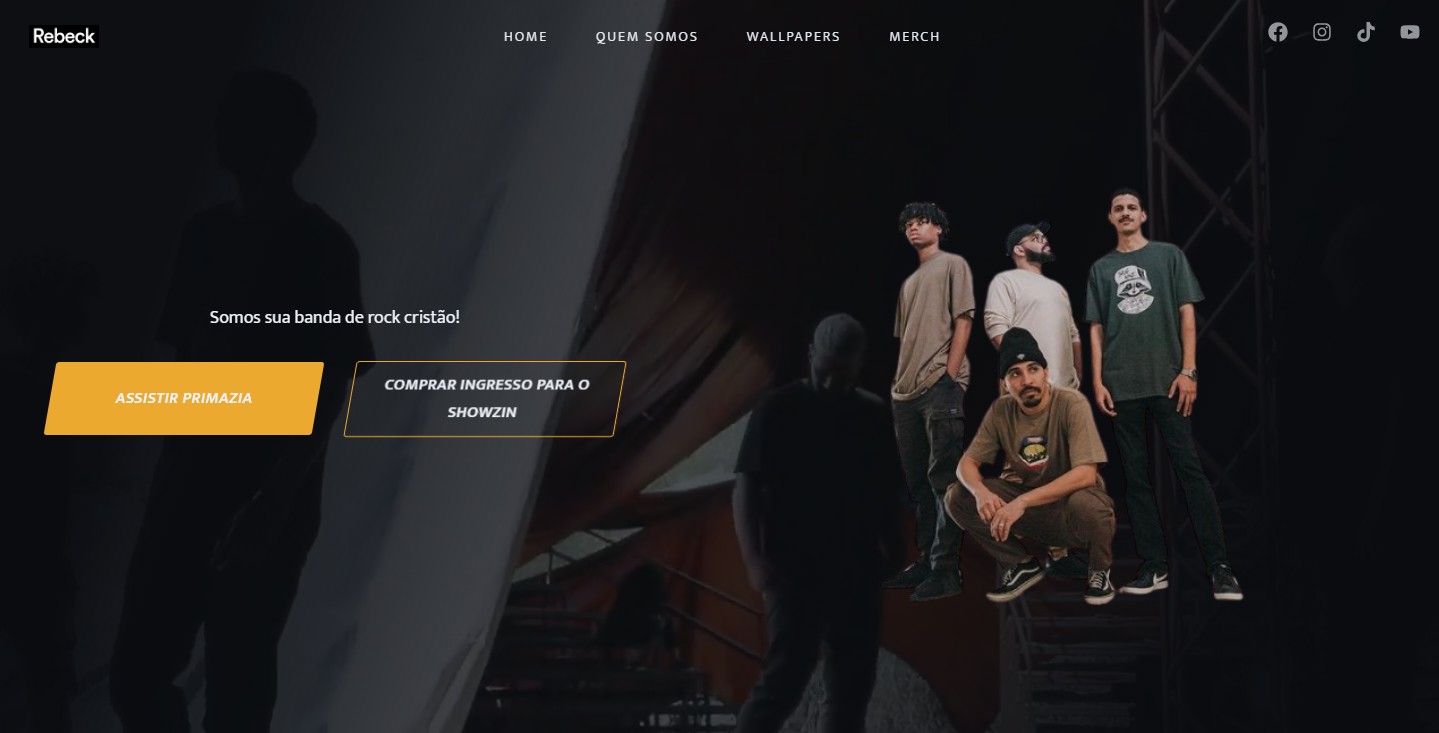 Rebeck
HOME
QUEM SOMOS
WALLPAPERS
MERCH
Somos sua banda de rock cristão!
ASSISTIR PRIMAZIA
COMPRAR INGRESSO PARA O
SHOWZIN